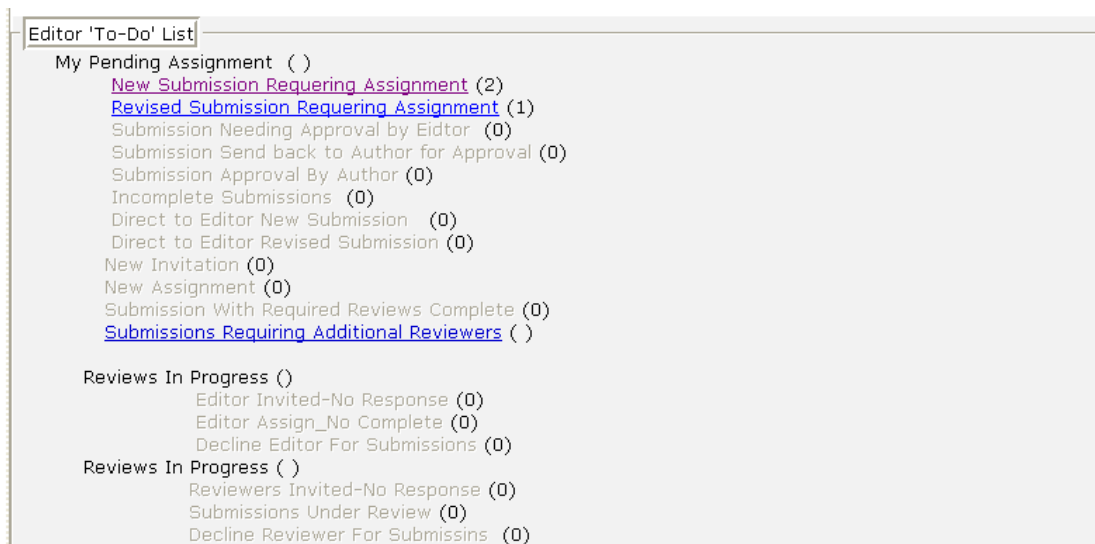 Editor 'To-Do' List
My Pending Assignment ( )
New Submission Requering Assignment (2)
Revised Submission Requering Assignment (1)
Submission Needing Approval by Eidtor (0)
Submission Send back to Author for Approval (0)
Submission Approval By Author (0)
Incomplete Submissions (0)
Direct to Editor New Submission (0)
Direct to Editor Revised Submission (0)
New Invitation (0)
New Assignment (0)
Submission With Required Reviews Complete (0)
Submissions Requiring Additional Reviewers ( )
Reviews In Progress ()
Editor Invited-No Response (0)
Editor Assign_No Complete (0)
Decline Editor For Submissions (0)
Reviews In Progress ( )
Reviewers Invited-No Response (0)
Submissions Under Review (0)
Decline Reviewer For Submissins (0)